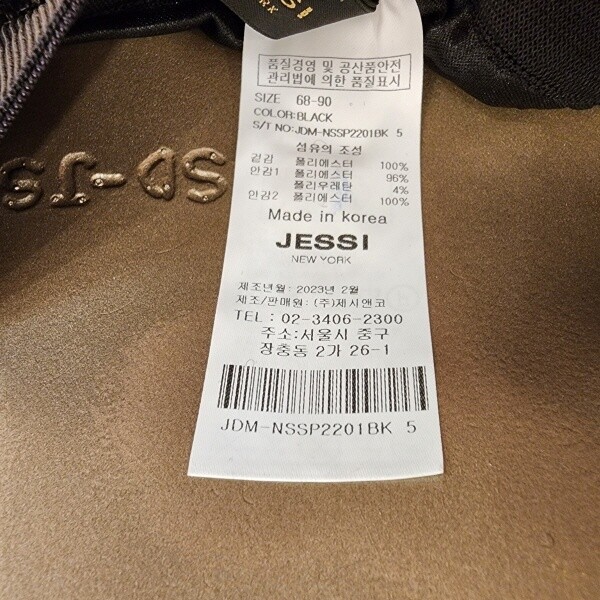 RK
품질경영 및 공산품안전
관리법에 의한 품질표시
SIZE 68-90
COLOR:BLACK
S/T NO:JDM-NSSP2201BK 5
섬유의 조성
겉감 폴리에스터 100%
안감1 폴리에스터 96%
폴리우레탄 4%
안감2 폴리에스터 100%
Made in korea
JESSI
NEW YORK
제조년월: 2023년 2월
제조/판매원: (주)제시앤코
TEL : 02-3406-2300
주소:서울시 중구
장충동 2가 26-1
JDM-NSSP2201BK 5
SD-JS